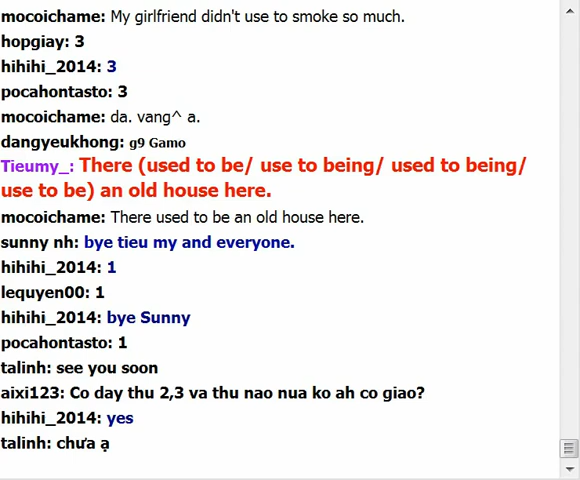 mocoichame: My girlfriend didn't use to smoke so much.
hopgiay: 3
hihihi_2014: 3
pocahontasto: 3
mocoichame: da. vang^ a.
dangyeukhong: g9 Gamo
Tieumy_: There (used to be/ use to being/ used to being/
use to be) an old house here.
mocoichame: There used to be an old house here.
sunny nh: bye tieu my and everyone.
hihihi_2014: 1
lequyen00: 1
hihihi_2014: bye Sunny
pocahontasto: 1
talinh: see you soon
aixi123: Co day thu 2,3 va thu nao nua ko ah co giao?
hihihi_2014: yes
talinh: chưa ạ